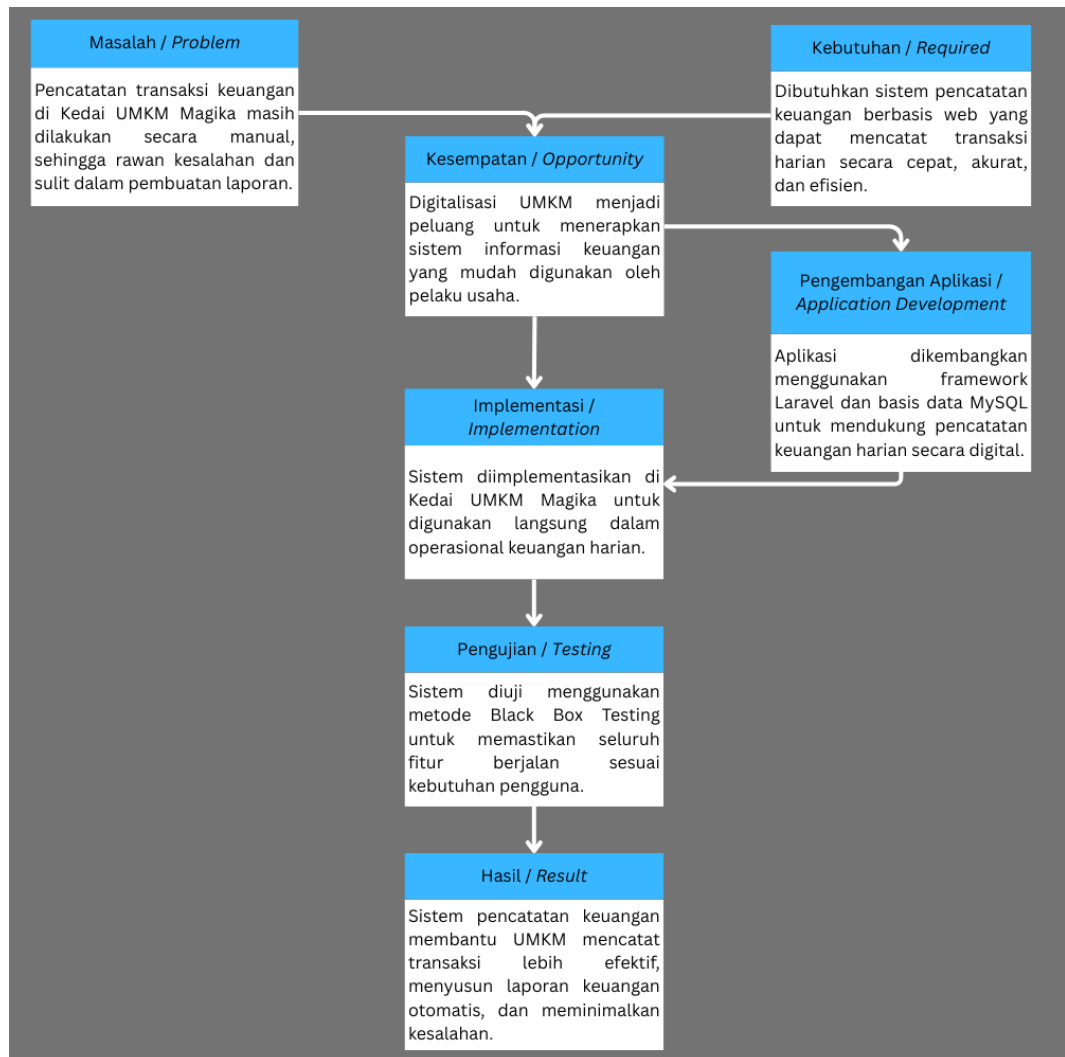 Masalah / Problem
Pencatatan transaksi keuangan
di Kedai UMKM Magika masih
dilakukan secara manual,
sehingga rawan kesalahan dan
sulit dalam pembuatan laporan.
Kebutuhan / Required
Dibutuhkan sistem pencatatan
keuangan berbasis web yang
dapat mencatat transaksi
harian secara cepat, akurat,
dan efisien.
Kesempatan / Opportunity
Digitalisasi UMKM menjadi
peluang untuk menerapkan
sistem informasi keuangan
yang mudah digunakan oleh
pelaku usaha.
Pengembangan Aplikasi /
Application Development
Aplikasi dikembangkan
menggunakan framework
Laravel dan basis data MySQL
untuk mendukung pencatatan
keuangan harian secara digital.
Implementasi /
Implementation
Sistem diimplementasikan di
Kedai UMKM Magika untuk
digunakan langsung dalam
operasional keuangan harian.
Pengujian / Testing
Sistem diuji menggunakan
metode Black Box Testing
untuk memastikan seluruh
fitur berjalan sesuai
kebutuhan pengguna.
Hasil / Result
Sistem pencatatan keuangan
membantu UMKM mencatat
transaksi lebih efektif,
menyusun laporan keuangan
otomatis, dan meminimalkan
kesalahan.